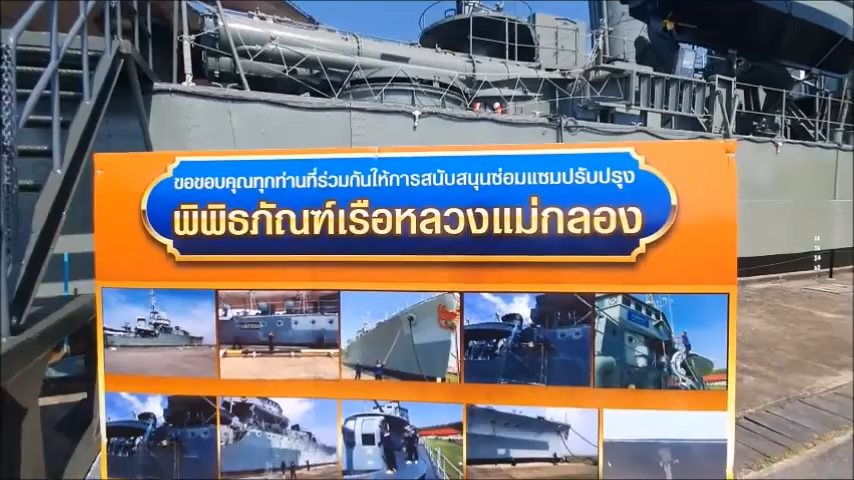 ขอขอบคุณทุกท่านที่ร่วมกันให้การสนับสนุนซ่อมแซมปรับปรุง
พิพิธภัณฑ์เรือหลวงแม่กลอง